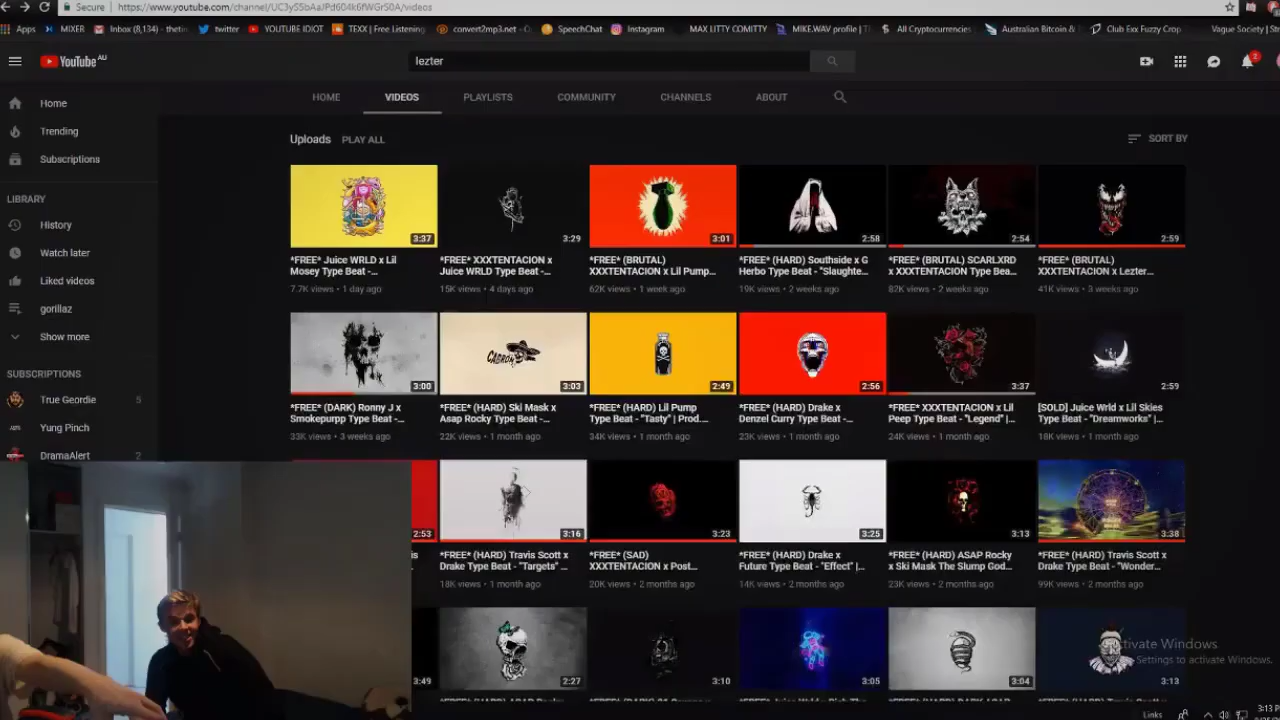 Secure
https://www.youtube.com/channel/UC3yS5bAaJPd604k6fWGrS0A/videos
Apps
MIXER
Inbox (8,134) - thetin
twitter
YOUTUBE IDIOT
TEXX | Free Listening
convert2mp3.net -
SpeechChat
Instagram
MAX LITTY COMITTY
MIKE.WAV profile | T
All Cryptocurrencies
Australian Bitcoin &
Club Exx Fuzzy Crop
Vague Society | St
YouTube AU
lezter
2
HOME
VIDEOS
PLAYLISTS
COMMUNITY
CHANNELS
ABOUT
Home
Trending
Subscriptions
LIBRARY
History
Watch later
Liked videos
gorillaz
Show more
SUBSCRIPTIONS
True Geordie 5
Yung Pinch
DramaAlert 2
Uploads PLAY ALL
SORT BY
3:37
3:29
3:01
2:58
2:54
2:59
*FREE* Juice WRLD x Lil
Mosey Type Beat -...
7.7K views • 1 day ago
*FREE* XXXTENTACION x
Juice WRLD Type Beat -...
15K views • 4 days ago
*FREE* (BRUTAL)
XXXTENTACION x Lil Pump...
62K views • 1 week ago
*FREE* (HARD) Southside x G
Herbo Type Beat - "Slaughte...
19K views • 2 weeks ago
*FREE* (BRUTAL) SCARLXRD
x XXXTENTACION Type Bea...
82K views • 2 weeks ago
*FREE* (BRUTAL)
XXXTENTACION x Lezter...
41K views • 3 weeks ago
CABRON
3:00
3:03
2:49
2:56
3:37
2:59
*FREE* (DARK) Ronny J x
Smokepurpp Type Beat -...
33K views • 3 weeks ago
*FREE* (HARD) Ski Mask x
Asap Rocky Type Beat -...
22K views • 1 month ago
*FREE* (HARD) Lil Pump
Type Beat - "Tasty" | Prod....
34K views • 1 month ago
*FREE* (HARD) Drake x
Denzel Curry Type Beat -...
23K views • 1 month ago
*FREE* XXXTENTACION x Lil
Peep Type Beat - "Legend" |...
24K views • 1 month ago
[SOLD] Juice Wrld x Lil Skies
Type Beat - "Dreamworks" |...
18K views • 1 month ago
2:53
3:16
3:23
3:25
3:13
3:38
*FREE* (HARD) Travis Scott x
Drake Type Beat - "Targets" ...
18K views • 1 month ago
*FREE* (SAD)
XXXTENTACION x Post...
20K views • 2 months ago
*FREE* (HARD) Drake x
Future Type Beat - "Effect" |...
14K views • 2 months ago
*FREE* (HARD) ASAP Rocky
x Ski Mask The Slump God...
23K views • 2 months ago
*FREE* (HARD) Travis Scott x
Drake Type Beat - "Wonder...
99K views • 2 months ago
3:49
2:27
3:10
3:05
3:04
3:13
Activate Windows
Settings to activate Windows.
Links
3:13 P